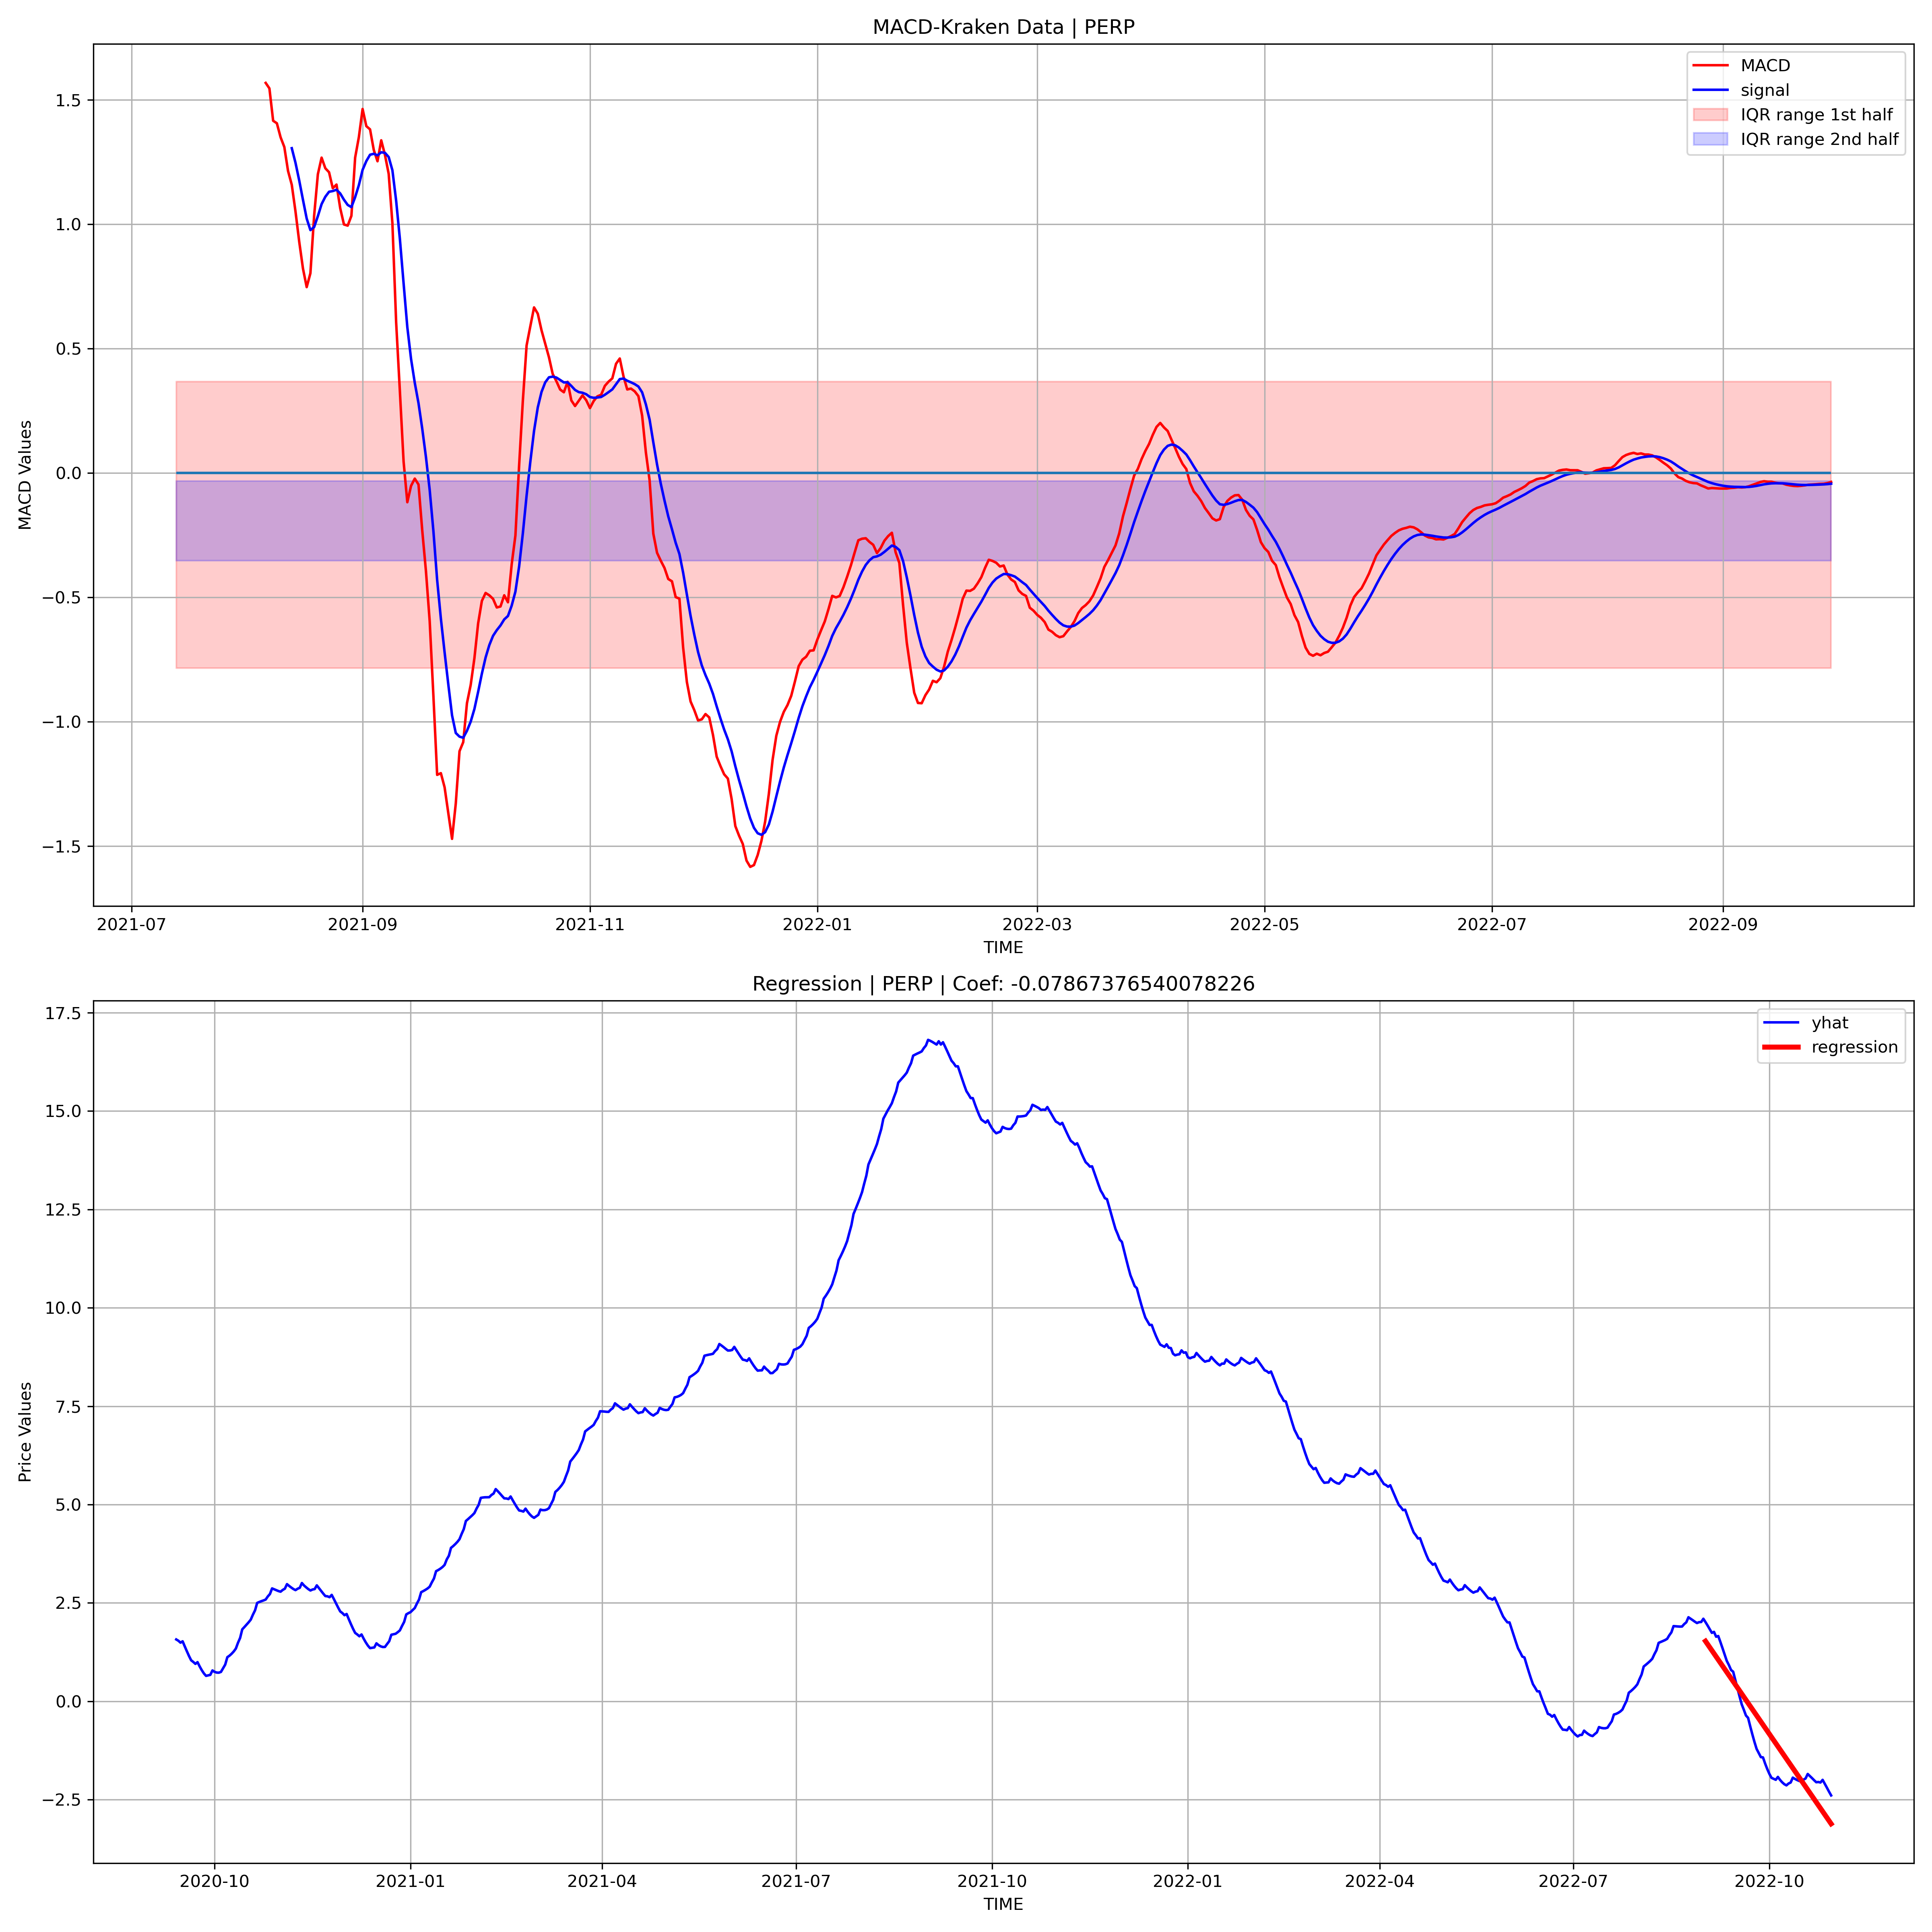 MACD-Kraken Data | PERP
MACD
signal
IQR range 1st half
IQR range 2nd half
1.5
1.0
0.5
0.0
−0.5
−1.0
−1.5
MACD Values
2021-07 2021-09 2021-11 2022-01 2022-03 2022-05 2022-07 2022-09
TIME
Regression | PERP | Coef: -0.07867376540078226
yhat
regression
17.5
15.0
12.5
10.0
7.5
5.0
2.5
0.0
−2.5
Price Values
2020-10 2021-01 2021-04 2021-07 2021-10 2022-01 2022-04 2022-07 2022-10
TIME